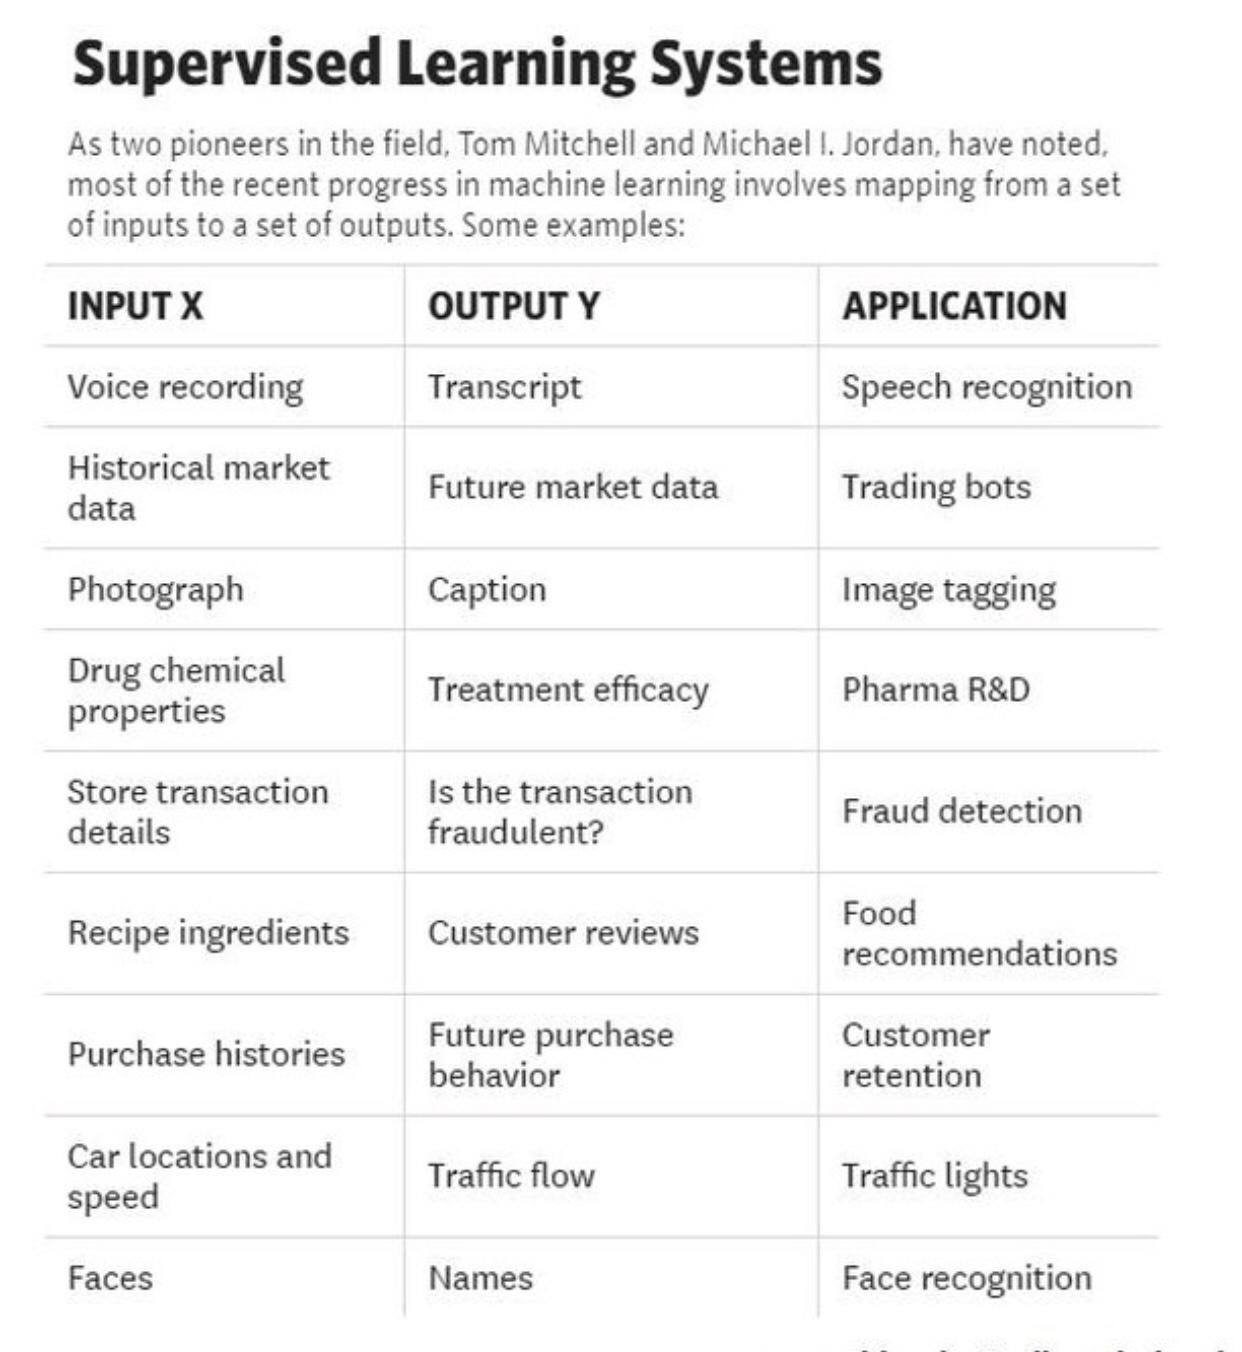 Supervised Learning Systems
As two pioneers in the field, Tom Mitchell and Michael I. Jordan, have noted,
most of the recent progress in machine learning involves mapping from a set
of inputs to a set of outputs. Some examples:
INPUT X OUTPUT Y APPLICATION
Voice recording Transcript Speech recognition
Historical market
data
Future market data
Trading bots
Photograph Caption Image tagging
Drug chemical
properties
Treatment efficacy
Pharma R&D
Store transaction
details
Is the transaction
fraudulent?
Fraud detection
Recipe ingredients
Customer reviews
Food
recommendations
Purchase histories
Future purchase
behavior
Customer
retention
Car locations and
speed
Traffic flow
Traffic lights
Faces Names Face recognition